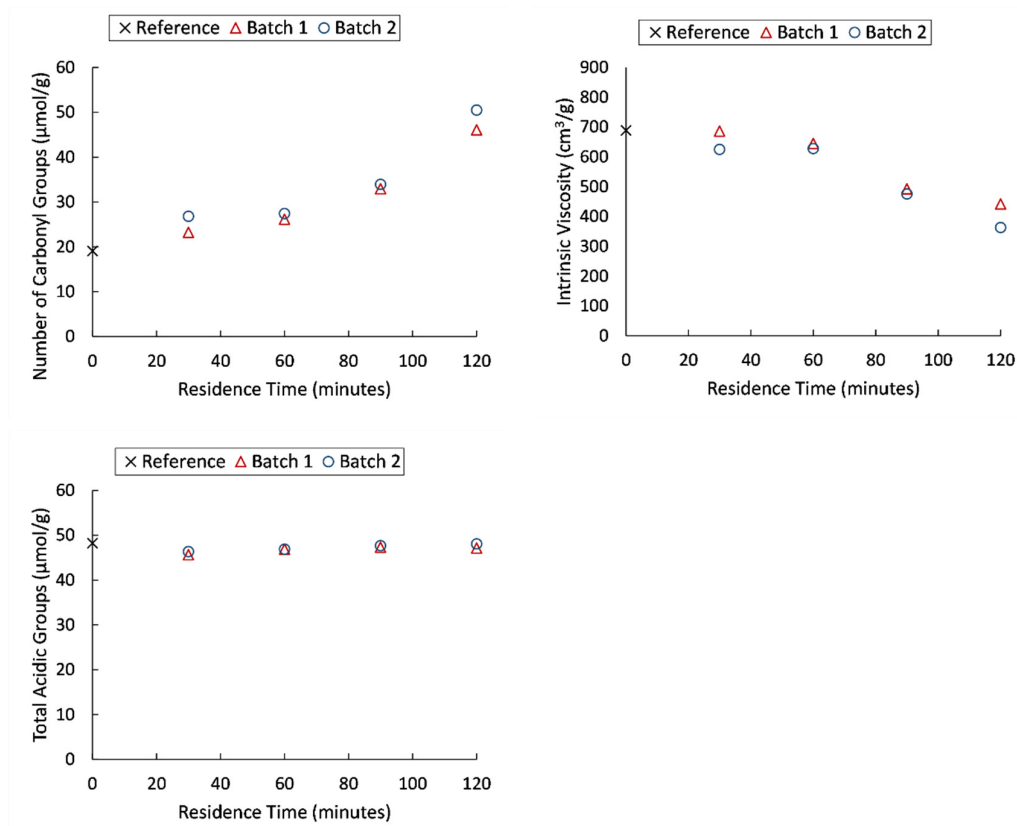 × Reference △ Batch 1 ○ Batch 2
Number of Carbonyl Groups (µmol/g)
60
50
40
30
20
10
0
0 20 40 60 80 100 120
Residence Time (minutes)
× Reference △ Batch 1 ○ Batch 2
Intrinsic Viscosity (cm³/g)
900
800
700
600
500
400
300
200
100
0
0 20 40 60 80 100 120
Residence Time (minutes)
× Reference △ Batch 1 ○ Batch 2
Total Acidic Groups (µmol/g)
60
50
40
30
20
10
0
0 20 40 60 80 100 120
Residence Time (minutes)